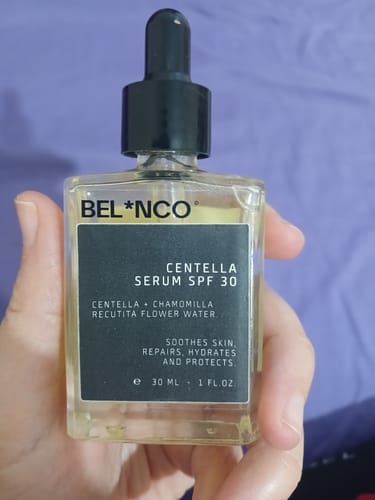 BEL*NCO°
CENTELLA
SERUM SPF 30
CENTELLA + CHAMOMILLA
RECUTITA FLOWER WATER.
SOOTHES SKIN,
REPAIRS, HYDRATES
AND PROTECTS.
℮ 30 ML - 1 FL.OZ.